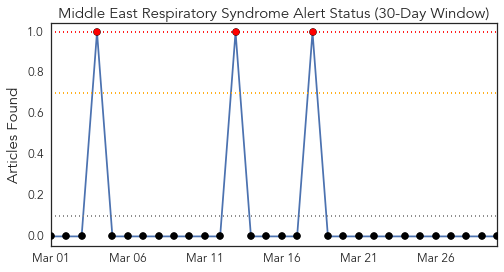 Middle East Respiratory Syndrome Alert Status (30-Day Window)
Articles Found
1.0
0.8
0.6
0.4
0.2
0.0
Mar 01 Mar 06 Mar 11 Mar 16 Mar 21 Mar 26